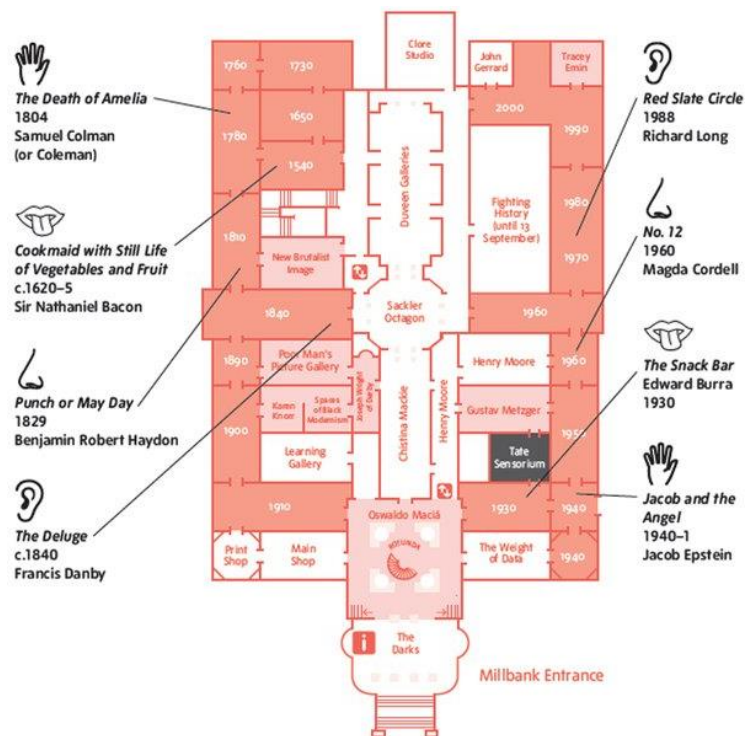 The Death of Amelia
1804
Samuel Colman
(or Coleman)
Cookmaid with Still Life
of Vegetables and Fruit
c.1620–5
Sir Nathaniel Bacon
Punch or May Day
1829
Benjamin Robert Haydon
The Deluge
c.1840
Francis Danby
1760
1730
1650
1780
1540
1810
New Brutalist
Image
1840
1890
Poor Man's
Picture Gallery
Joseph Wright
of Derby
Karen
Knorr
Spaces
of Black
Modernism
1900
Learning
Gallery
1910
Print
Shop
Main
Shop
Clore
Studio
Duveen Galleries
Sackler
Octagon
Chistina Mackie
Henry Moore
Oswaldo Maciá
ROTUNDA
i
The
Darks
Millbank Entrance
John
Gerrard
Tracey
Emin
2000
1990
Fighting
History
(until 13
September)
1980
1970
1960
Henry Moore
1960
Gustav Metzger
1950
Tate
Sensorium
1930
1940
The Weight
of Data
1940
Red Slate Circle
1988
Richard Long
No. 12
1960
Magda Cordell
The Snack Bar
Edward Burra
1930
Jacob and the
Angel
1940–1
Jacob Epstein